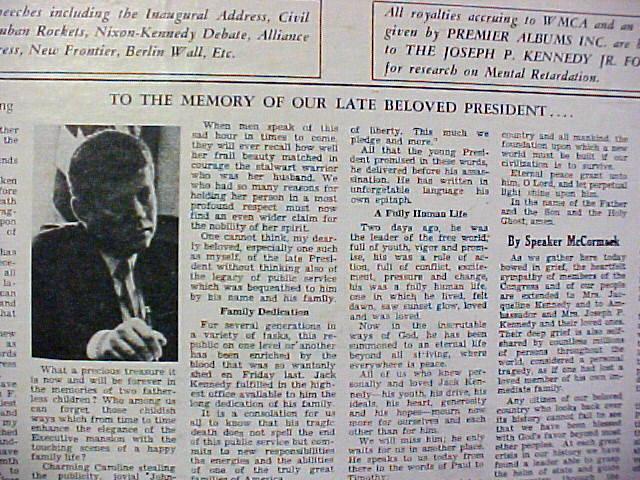 peeches including the Inaugural Address, Civil
uban Rockets, Nixon-Kennedy Debate, Alliance
ress, New Frontier, Berlin Wall, Etc.
All royalties accruing to WMCA and an
given by PREMIER ALBUMS INC. are
to THE JOSEPH P. KENNEDY JR. FO
for research on Mental Retardation.
TO THE MEMORY OF OUR LATE BELOVED PRESIDENT....
What a precious treasure it
is now and will be forever in
the memories of two father-
less children? Who among us
can forget those childish
ways which from time to time
enhance the elegance of the
Executive mansion with the
touching scenes of a happy
family life?
Charming Caroline stealing
the publicity, jovial "John-
When men speak of this
sad hour in times to come,
they will ever recall how well
her frail beauty matched in
courage the stalwart warrior
who was her husband. We
who had so many reasons for
holding her person in a most
profound respect must now
find an even wider claim for
the nobility of her spirit.
One cannot think, my dear-
ly beloved, especially one such
as myself, of the late Presi-
dent without thinking also of
the legacy of public service
which was bequeathed to him
by his name and his family.
Family Dedication
For several generations in
a variety of tasks, this re-
public on one level or another
has been enriched by the
blood that was so wantonly
shed on Friday last. Jack
Kennedy fulfilled in the high-
est office available to him the
long dedication of his family.
It is a consolation for us
all to know that his tragic
death does not spell the end
of this public service but com-
mits to new responsibilities
the energies and the abilities
of one of the truly great
families of America.
of liberty. This much we
pledge and more."
All that the young Presi-
dent promised in these words,
he delivered before his assas-
sination. He has written in
unforgetable language his
own epitaph.
A Fully Human Life
Two days ago, he was
the leader of the free world,
full of youth, vigor and prom-
ise, his was a role of ac-
tion, full of conflict, excite-
ment, pressure and change,
his was a fully human life,
one in which he lived, felt
dawn, saw sunset glow, loved
and was loved.
Now in the inscrutable
ways of God, he has been
summoned to an eternal life
beyond all striving, where
everywhere is peace.
All of us who knew per-
sonally and loved Jack Ken-
nedy—his youth, his drive, his
ideals, his heart, generosity
and his hopes—mourn now
more for ourselves and each
other than for him.
We will miss him; he only
waits for us in another place.
He speaks to us today from
there in the words of Paul to
Timothy:
country and all mankind the
foundation upon which a new
world must be built if our
civilization is to survive.
Eternal peace grant unto
him, O Lord, and let perpetual
light shine upon him.
In the name of the Father
and the Son and the Holy
Ghost, amen.
By Speaker McCormack
As we gather here today
bowed in grief, the heartfelt
sympathy of members of the
Congress and of our people
are extended to Mrs. Jac-
queline Kennedy and to Am-
bassador and Mrs. Joseph P.
Kennedy and their loved ones.
Their deep grief is also self-
shared by countless millions
of persons throughout the
world, considered a personal
tragedy, as if one had lost a
loved member of his own im-
mediate family.
Any citizen of our beloved
country who looks back over
its history cannot fail to see
that we have been blessed
with God's favor beyond most
other peoples. At each great
crisis in our history we have
found a leader able to grasp
the helm of state and guide